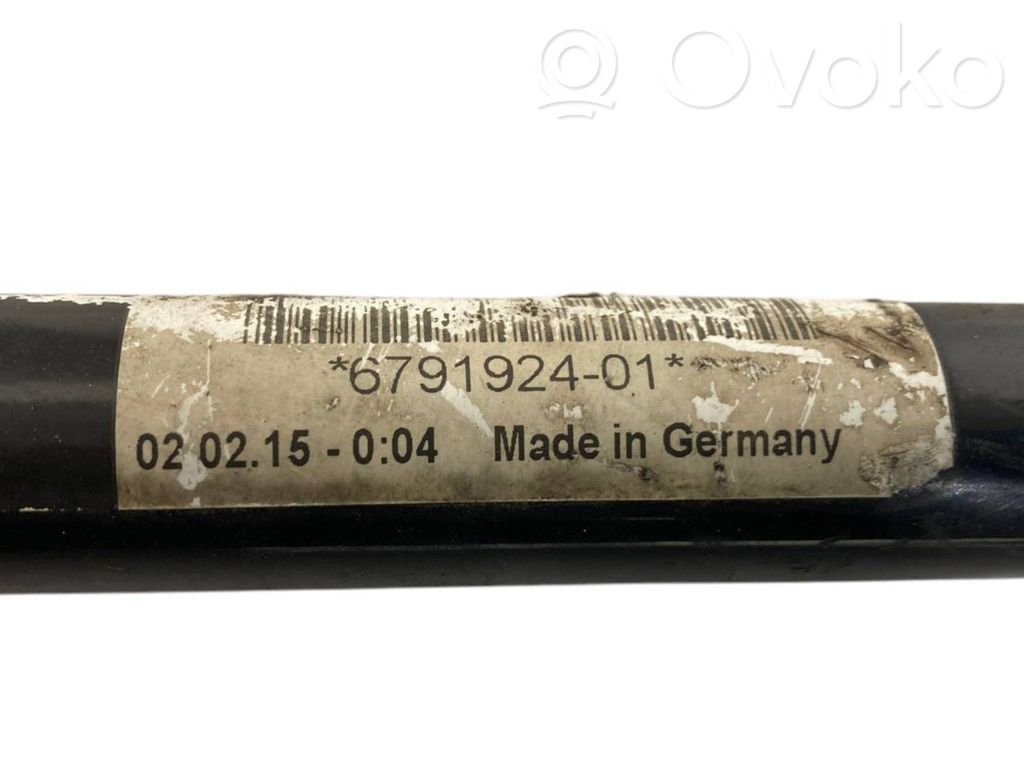 Ovoko
*6791924-01*
02.02.15 - 0:04 Made in Germany